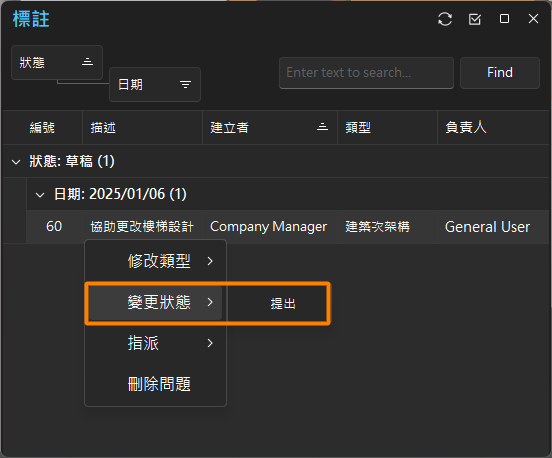 標註
狀態
日期
Enter text to search...
Find
編號 描述 建立者 類型 負責人
狀態: 草稿 (1)
日期: 2025/01/06 (1)
60 協助更改樓梯設計 Company Manager 建築次架構 General User
修改類型
變更狀態
提出
指派
刪除問題